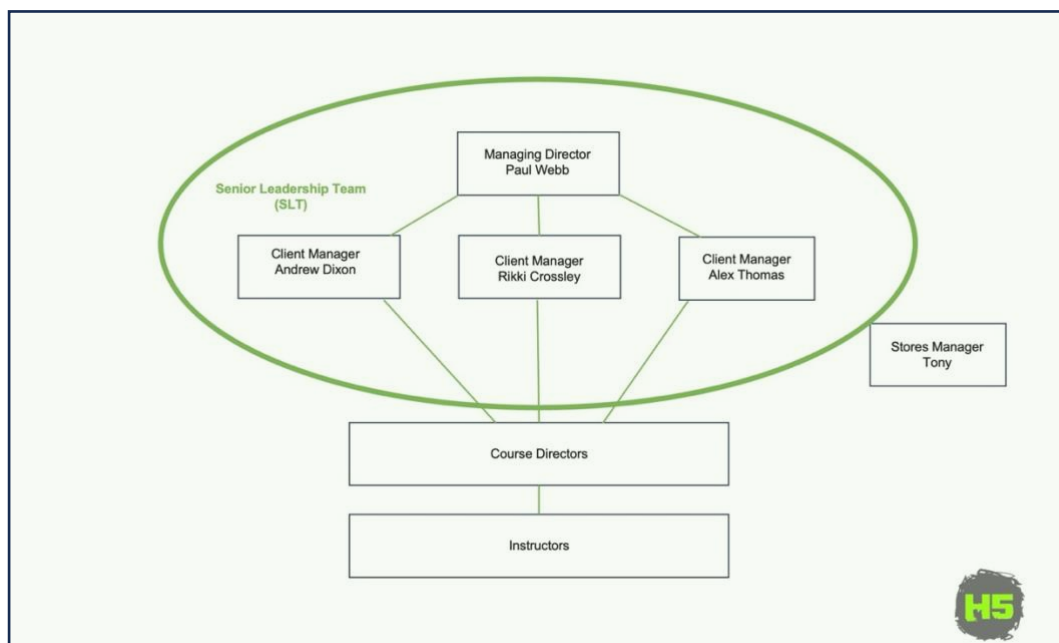 Managing Director
Paul Webb
Senior Leadership Team
(SLT)
Client Manager
Andrew Dixon
Client Manager
Rikki Crossley
Client Manager
Alex Thomas
Stores Manager
Tony
Course Directors
Instructors
H5